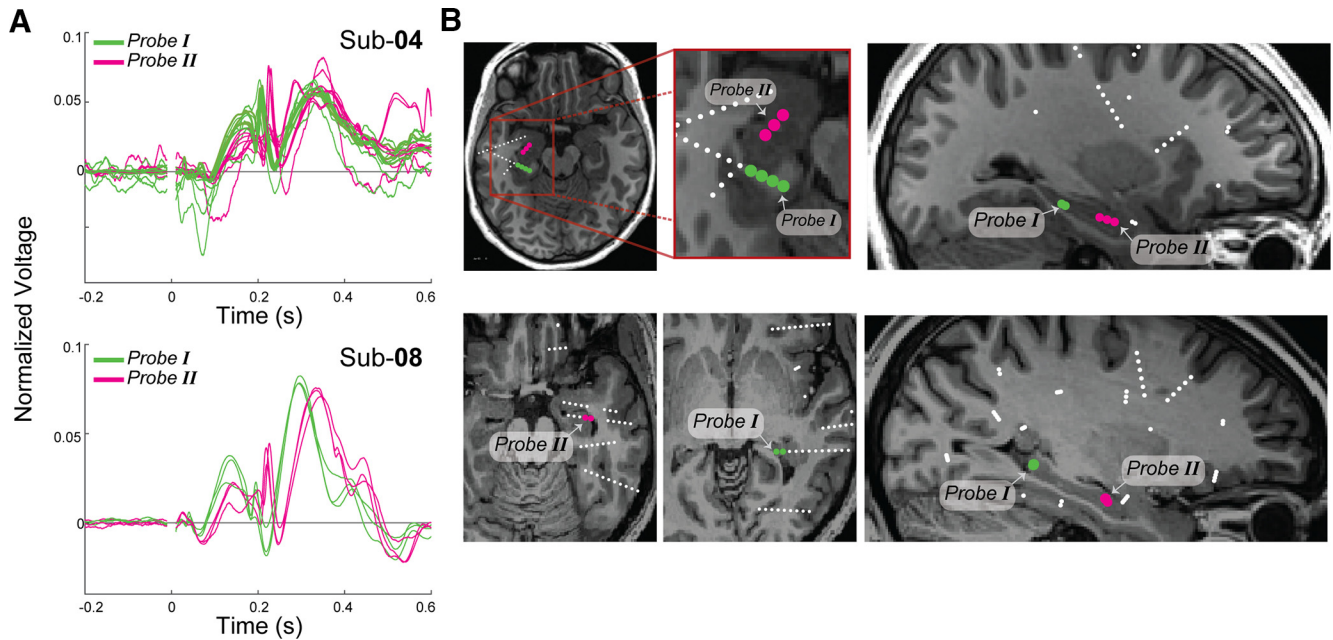 A
B
Normalized Voltage
Sub-04
Probe I
Probe II
0.1
0.05
0
-0.2
0
0.2
0.4
0.6
Time (s)
Sub-08
Probe I
Probe II
0.1
0.05
0
-0.2
0
0.2
0.4
0.6
Time (s)
Probe II
Probe I
Probe I
Probe II
Probe II
Probe I
Probe I
Probe II